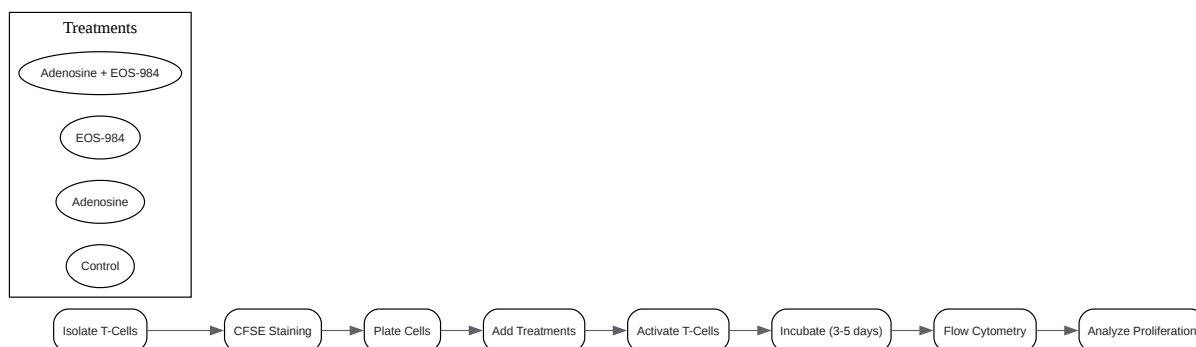 Treatments
Adenosine + EOS-984
EOS-984
Adenosine
Control
Isolate T-Cells
CFSE Staining
Plate Cells
Add Treatments
Activate T-Cells
Incubate (3-5 days)
Flow Cytometry
Analyze Proliferation